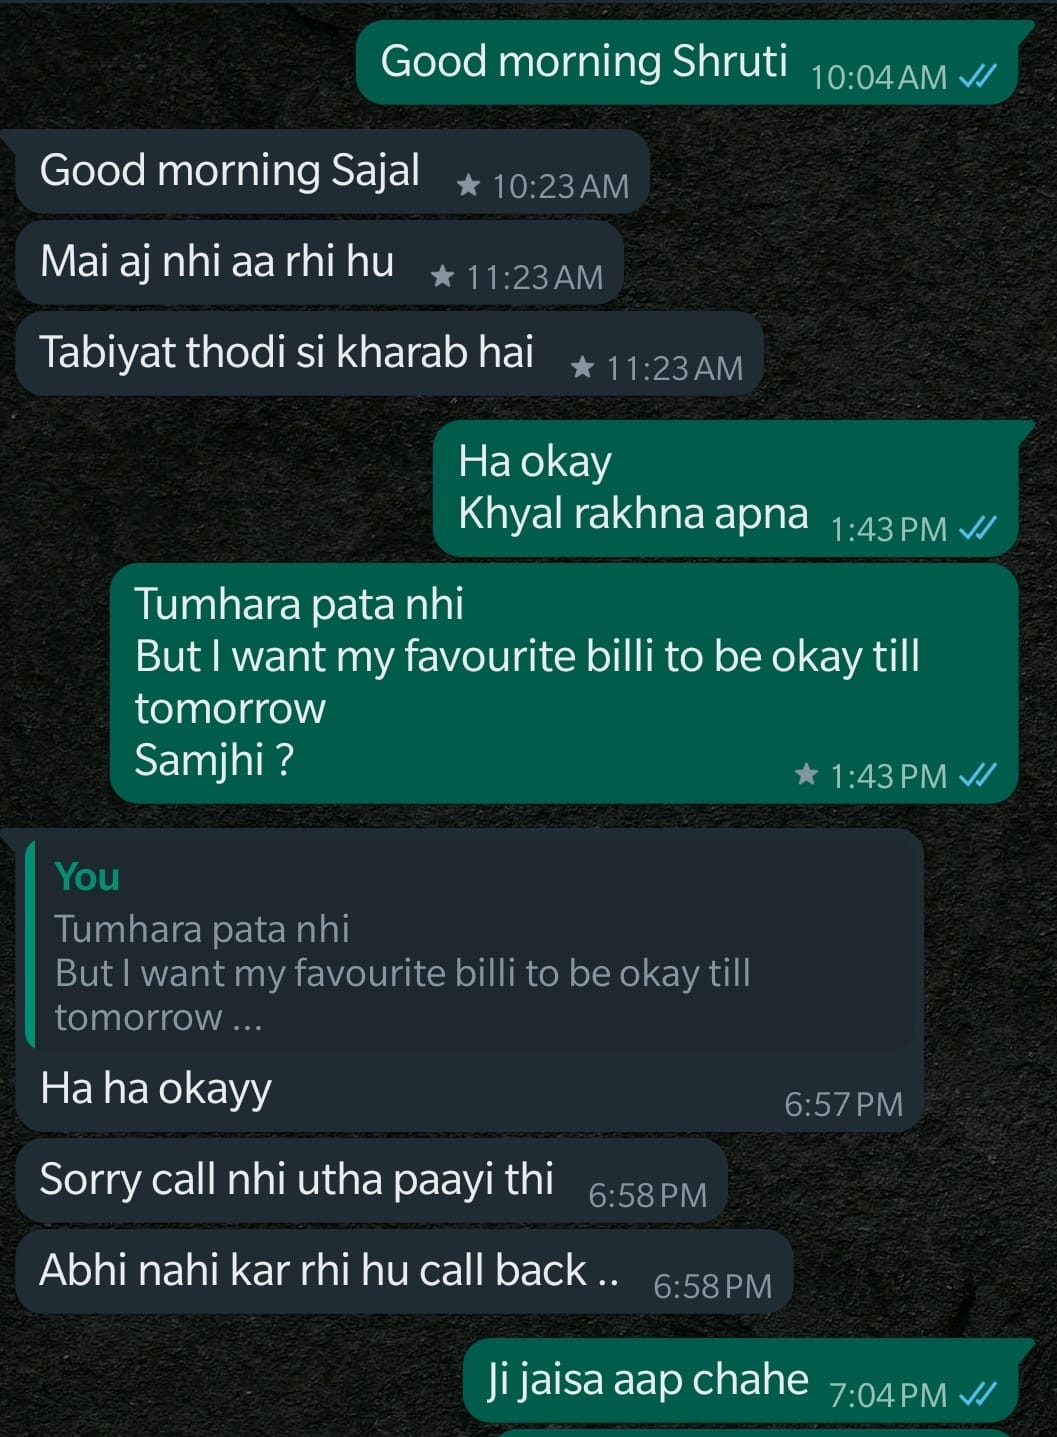 Good morning Shruti
10:04 AM
Good morning Sajal
10:23 AM
Mai aj nhi aa rhi hu
11:23 AM
Tabiyat thodi si kharab hai
11:23 AM
Ha okay
Khyal rakhna apna
1:43 PM
Tumhara pata nhi
But I want my favourite billi to be okay till
tomorrow
Samjhi ?
1:43 PM
You
Tumhara pata nhi
But I want my favourite billi to be okay till
tomorrow ...
Ha ha okayy
6:57 PM
Sorry call nhi utha paayi thi
6:58 PM
Abhi nahi kar rhi hu call back ..
6:58 PM
Ji jaisa aap chahe
7:04 PM